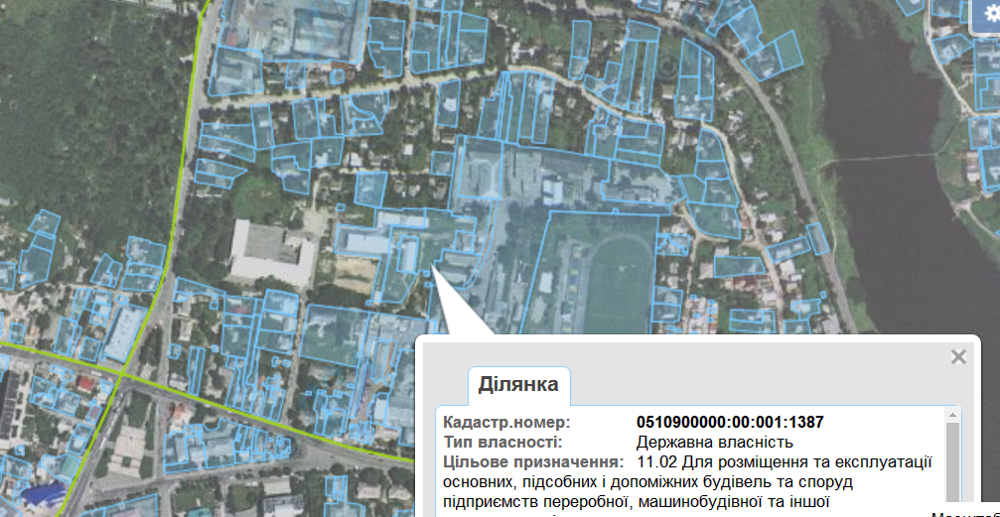 Ділянка
Кадастр.номер: 0510900000:00:001:1387
Тип власності: Державна власність
Цільове призначення: 11.02 Для розміщення та експлуатації
основних, підсобних і допоміжних будівель та споруд
підприємств переробної, машинобудівної та іншої